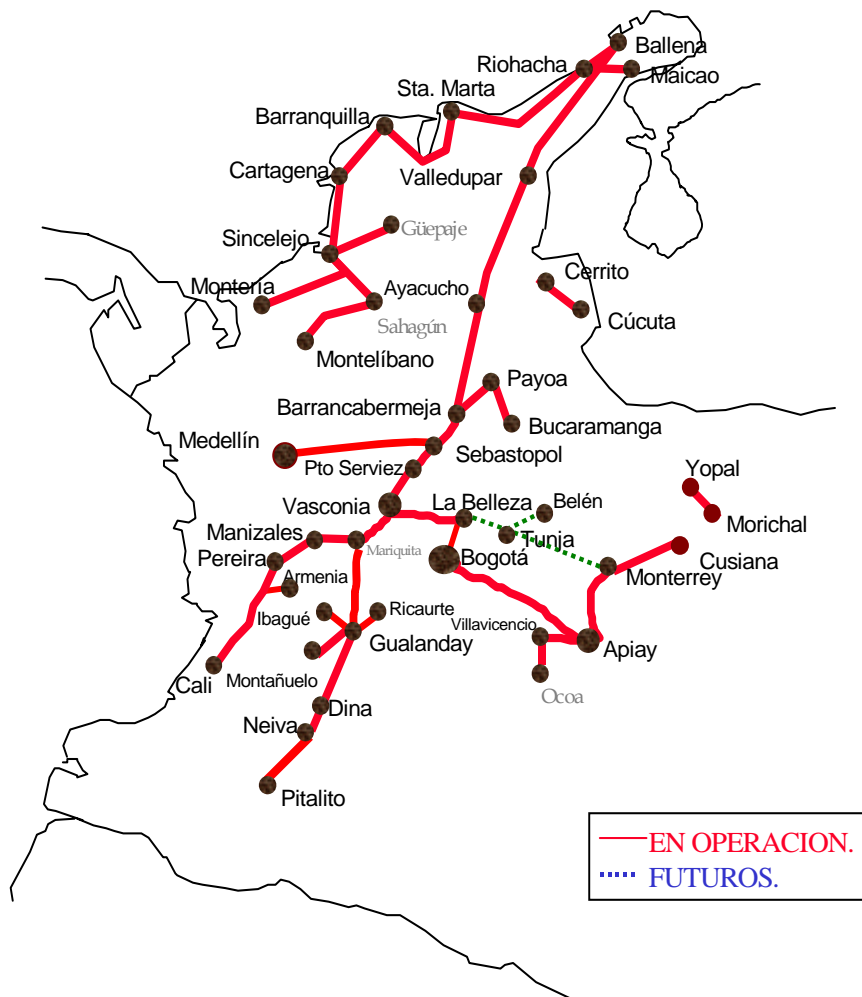 Ballena
Riohacha
Maicao
Sta. Marta
Barranquilla
Cartagena
Valledupar
Güepaje
Sincelejo
Cerrito
Montería
Ayacucho
Sahagún
Cúcuta
Montelíbano
Payoa
Barrancabermeja
Bucaramanga
Medellín
Sebastopol
Pto Serviez
Yopal
Vasconia
La Belleza
Belén
Morichal
Manizales
Tunja
Mariquita
Pereira
Bogotá
Cusiana
Armenia
Monterrey
Ibagué
Ricaurte
Villavicencio
Gualanday
Apiay
Cali
Montañuelo
Ocoa
Dina
Neiva
Pitalito
EN OPERACION.
FUTUROS.